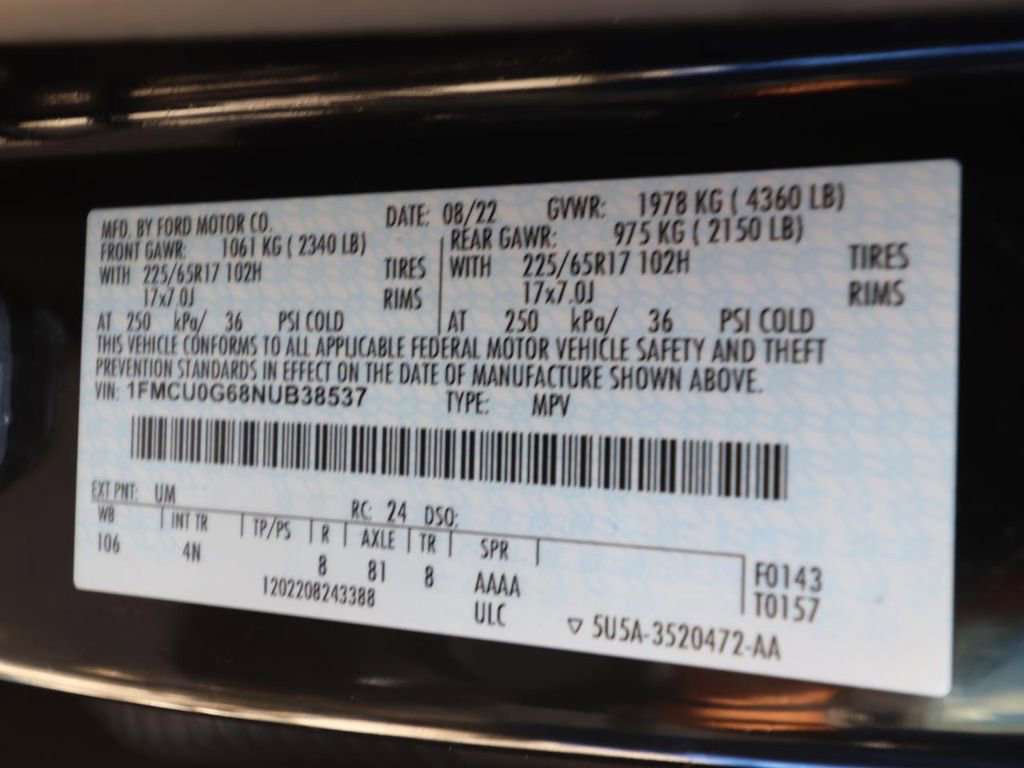 MFD. BY FORD MOTOR CO. DATE: 08/22 GVWR: 1978 KG ( 4360 LB)
FRONT GAWR: 1061 KG ( 2340 LB) REAR GAWR: 975 KG ( 2150 LB)
WITH 225/65R17 102H TIRES WITH 225/65R17 102H TIRES
17x7.0J RIMS 17x7.0J RIMS
AT 250 kPa/ 36 PSI COLD AT 250 kPa/ 36 PSI COLD
THIS VEHICLE CONFORMS TO ALL APPLICABLE FEDERAL MOTOR VEHICLE SAFETY AND THEFT
PREVENTION STANDARDS IN EFFECT ON THE DATE OF MANUFACTURE SHOWN ABOVE.
VIN: 1FMCU0G68NUB38537 TYPE: MPV
EXT PNT: UM RC: 24 DSO:
WB INT TR TP/PS R AXLE TR SPR
106 4N 8 81 8 AAAA F0143
1202208243388 ULC T0157
▽ 5U5A-3520472-AA